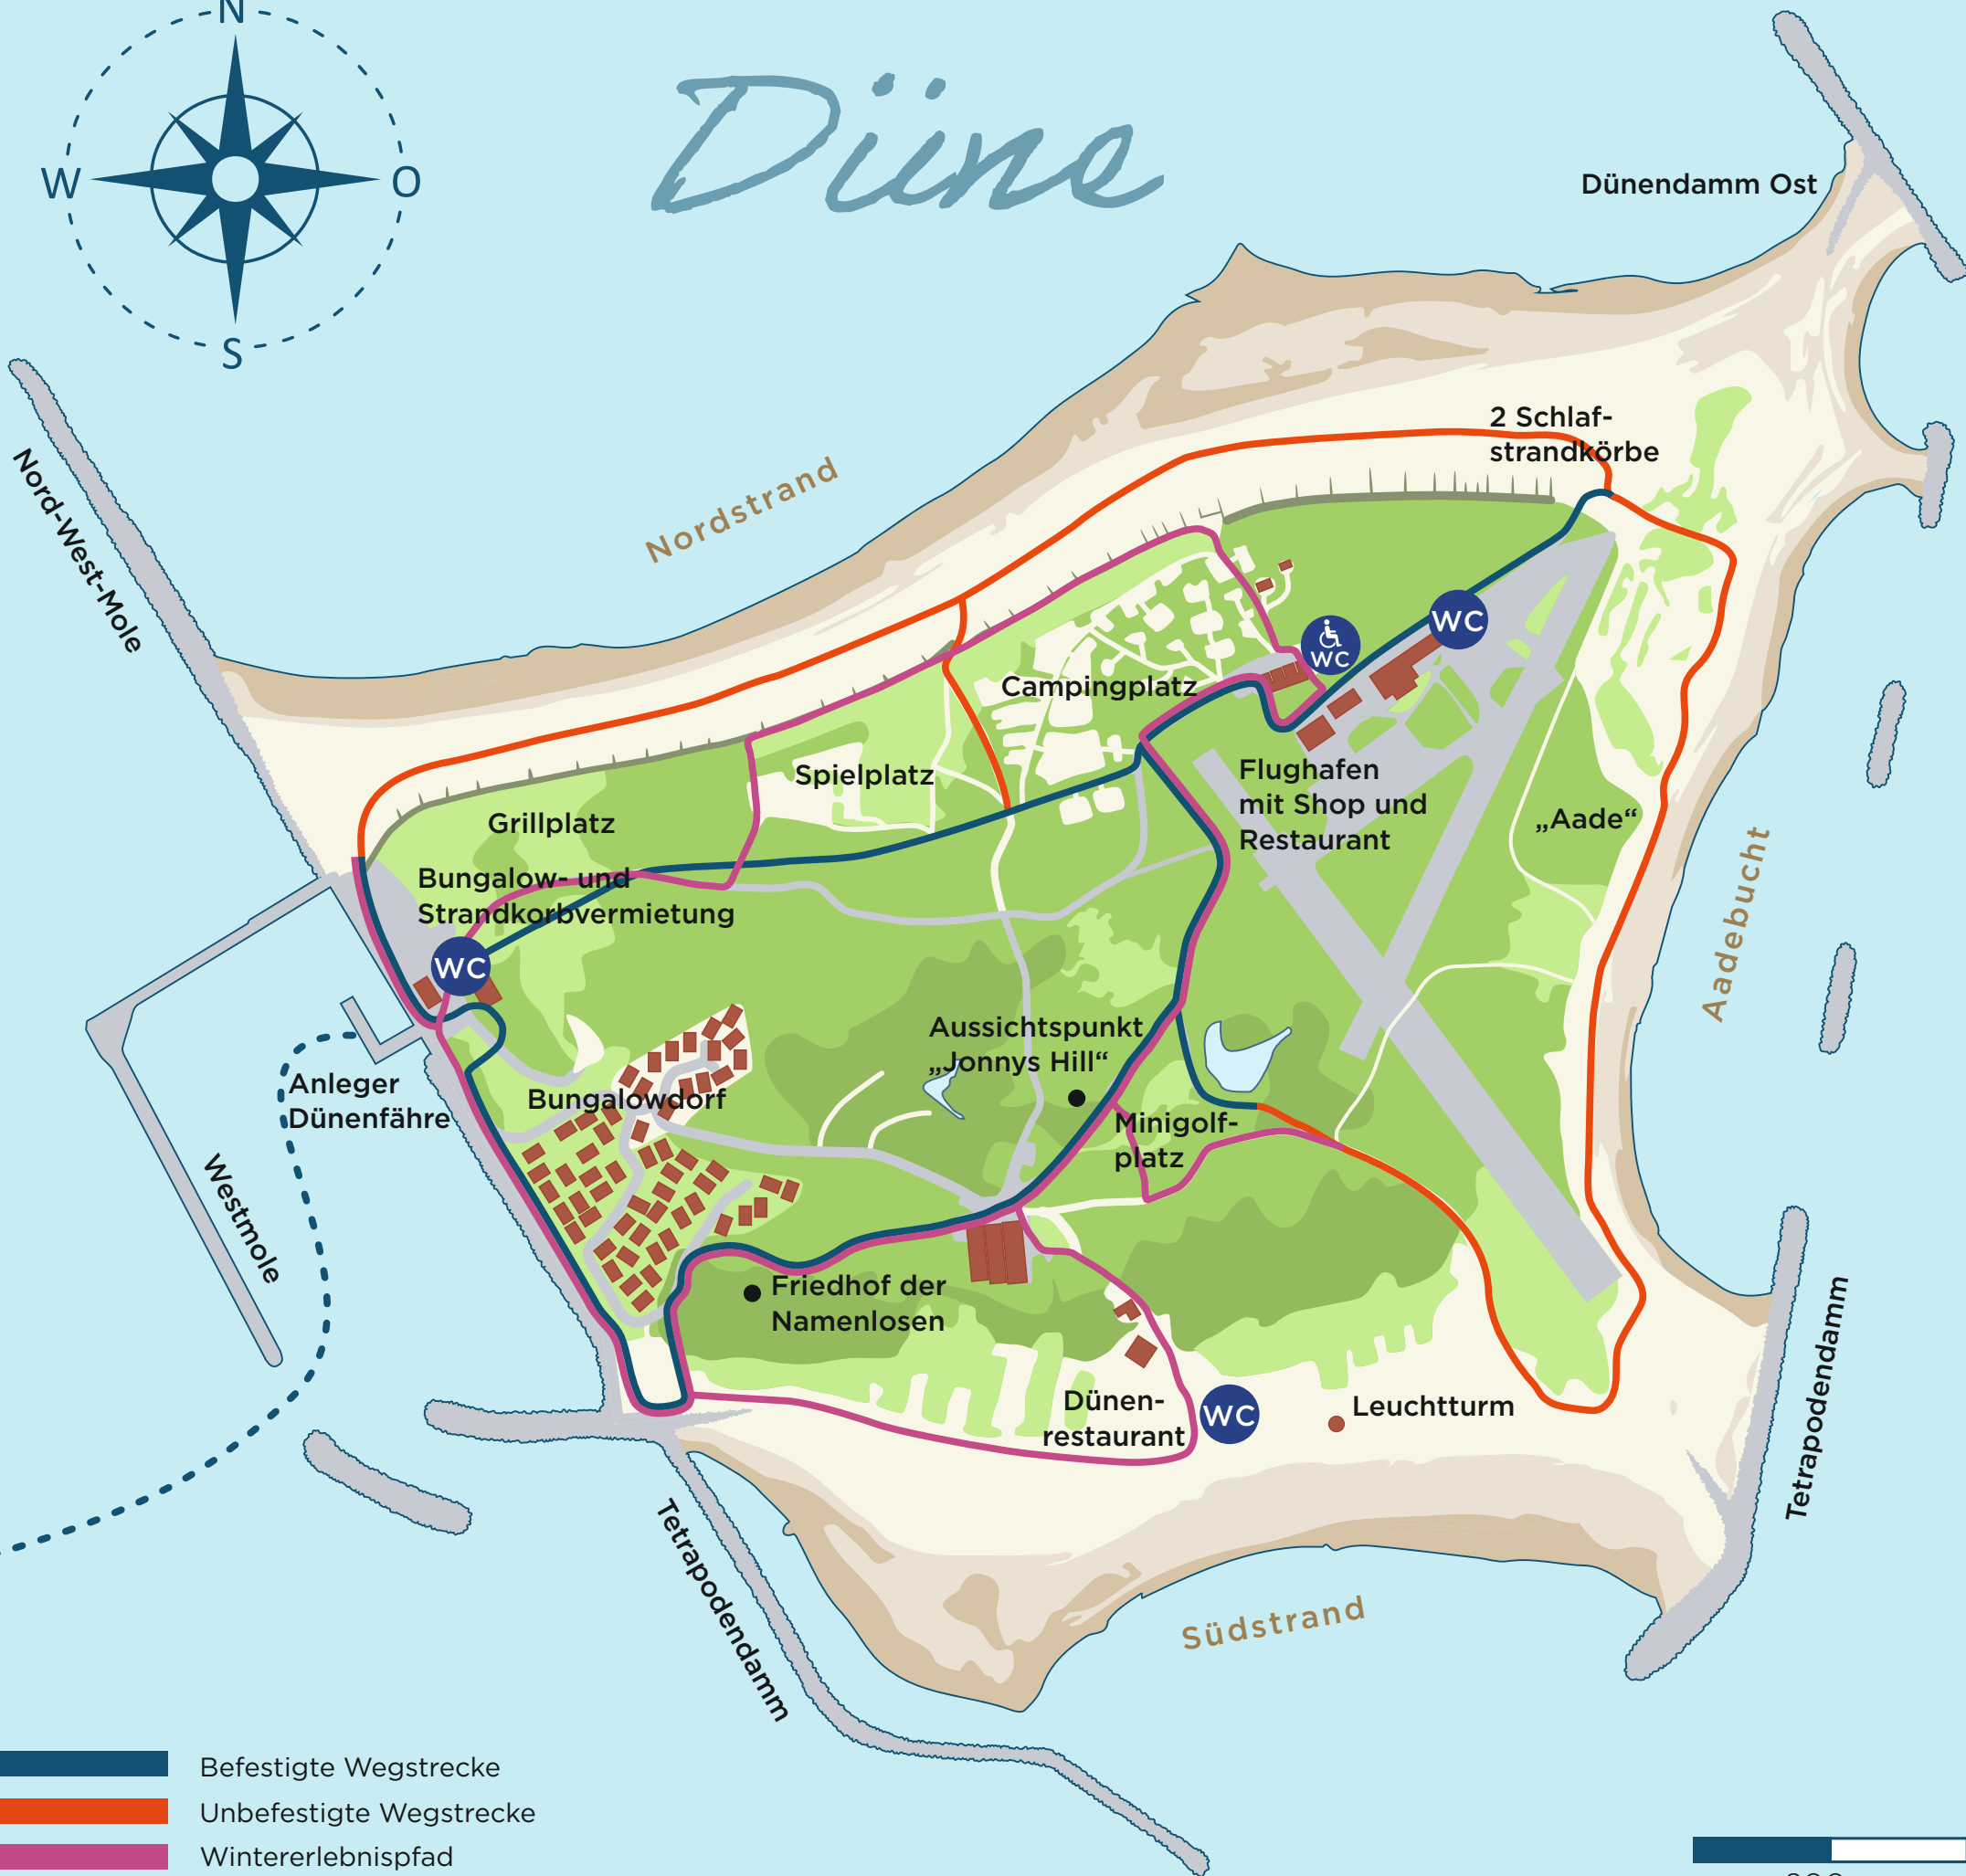 N
W
O
S
Düne
Dünendamm Ost
Nord-West-Mole
Nordstrand
2 Schlaf-
strandkörbe
WC
WC
Campingplatz
Spielplatz
Flughafen
mit Shop und
Restaurant
„Aade“
Aadebucht
Grillplatz
Bungalow- und
Strandkorbvermietung
WC
Aussichtspunkt
„Jonnys Hill“
Anleger
Dünenfähre
Bungalowdorf
Minigolf-
platz
Westmole
Friedhof der
Namenlosen
Dünen-
restaurant
WC
Leuchtturm
Tetrapodendamm
Tetrapodendamm
Südstrand
Befestigte Wegstrecke
Unbefestigte Wegstrecke
Wintererlebnispfad